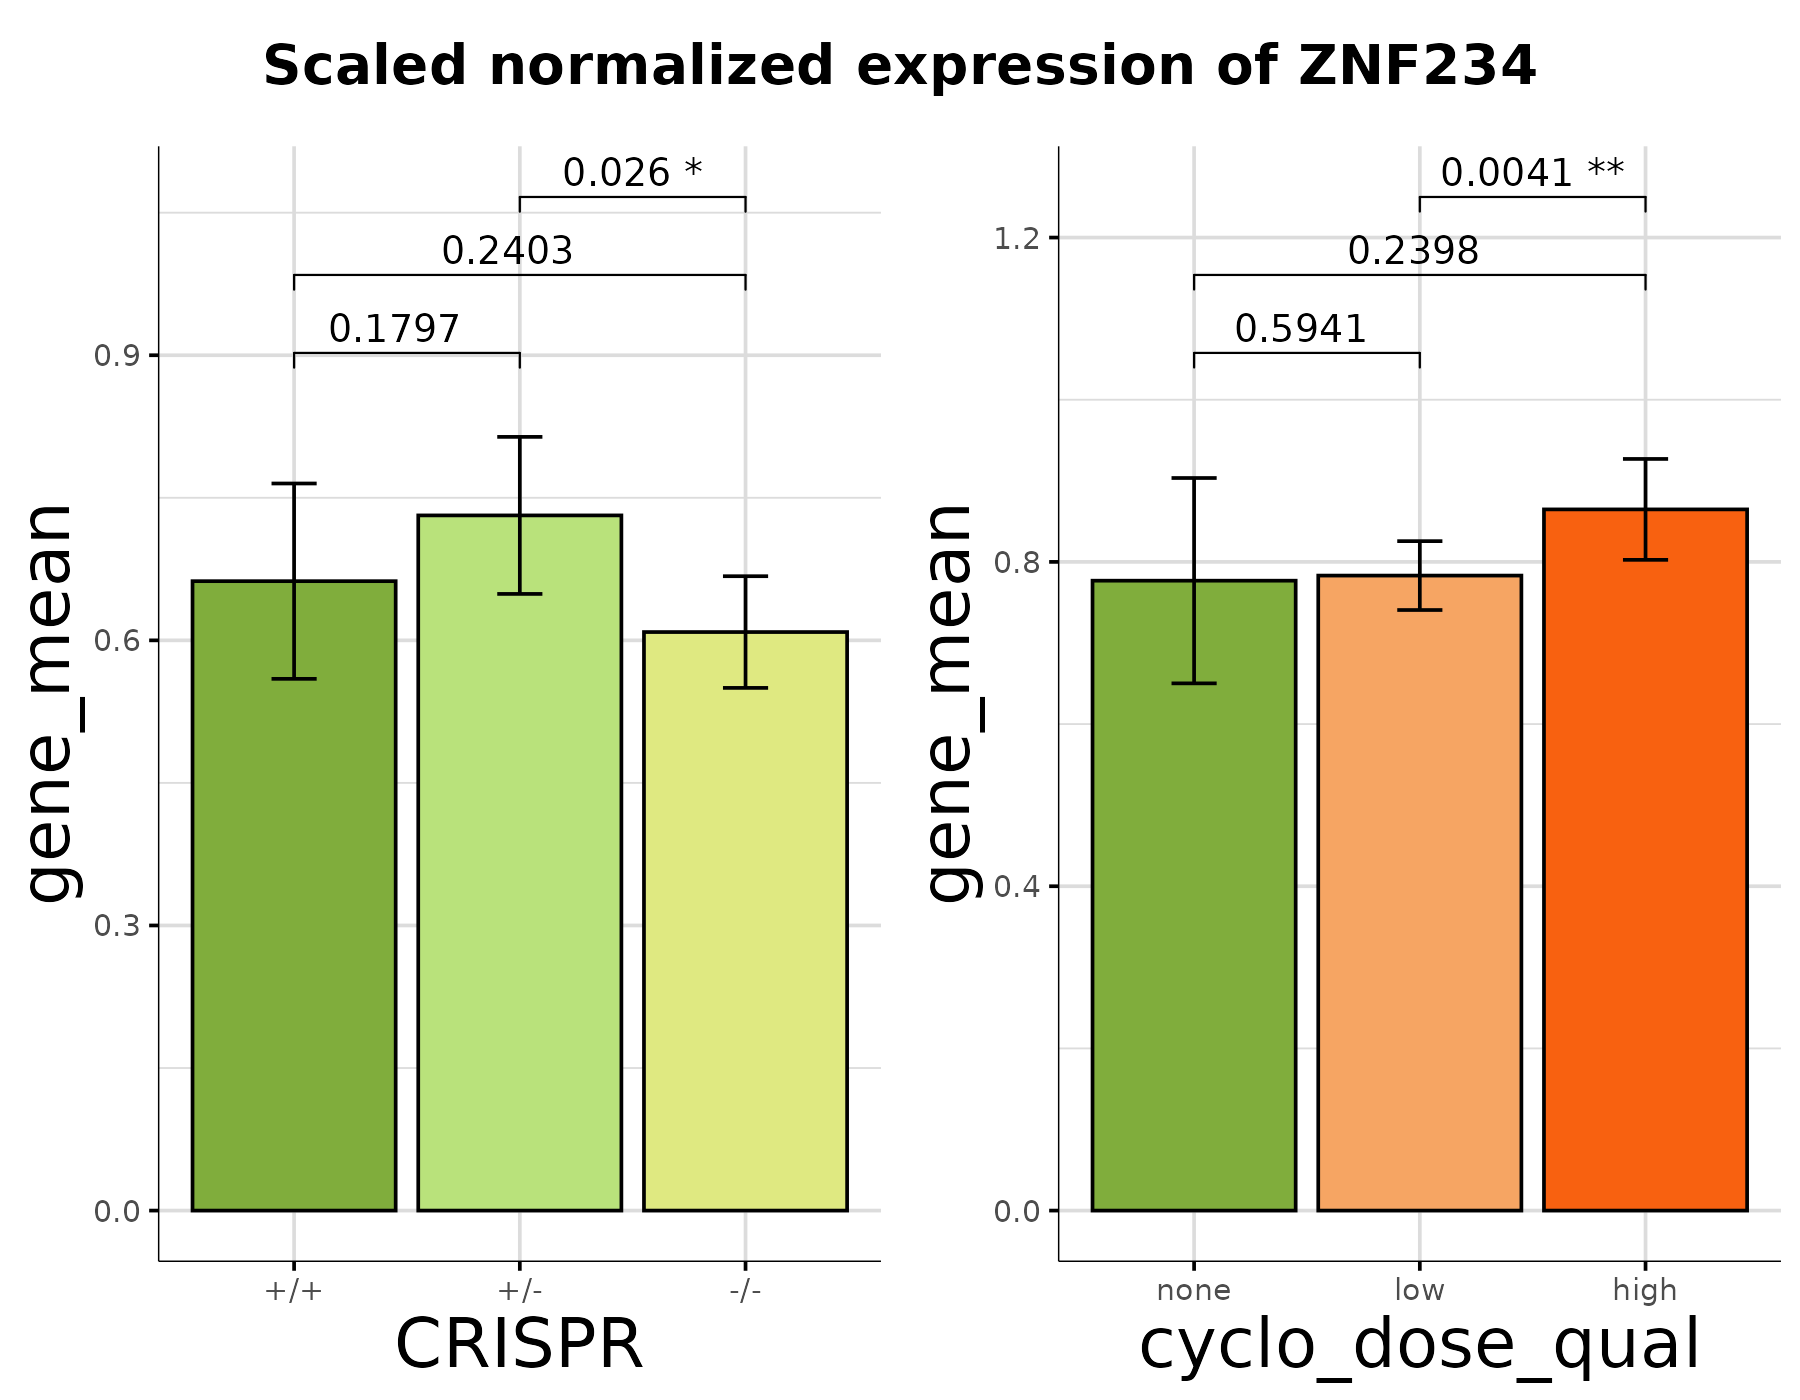 Scaled normalized expression of ZNF234
0.026 *
0.2403
0.1797
0.9
0.6
0.3
0.0
gene_mean
+/+ +/- -/-
CRISPR
0.0041 **
1.2
0.2398
0.5941
0.8
0.4
0.0
gene_mean
none low high
cyclo_dose_qual